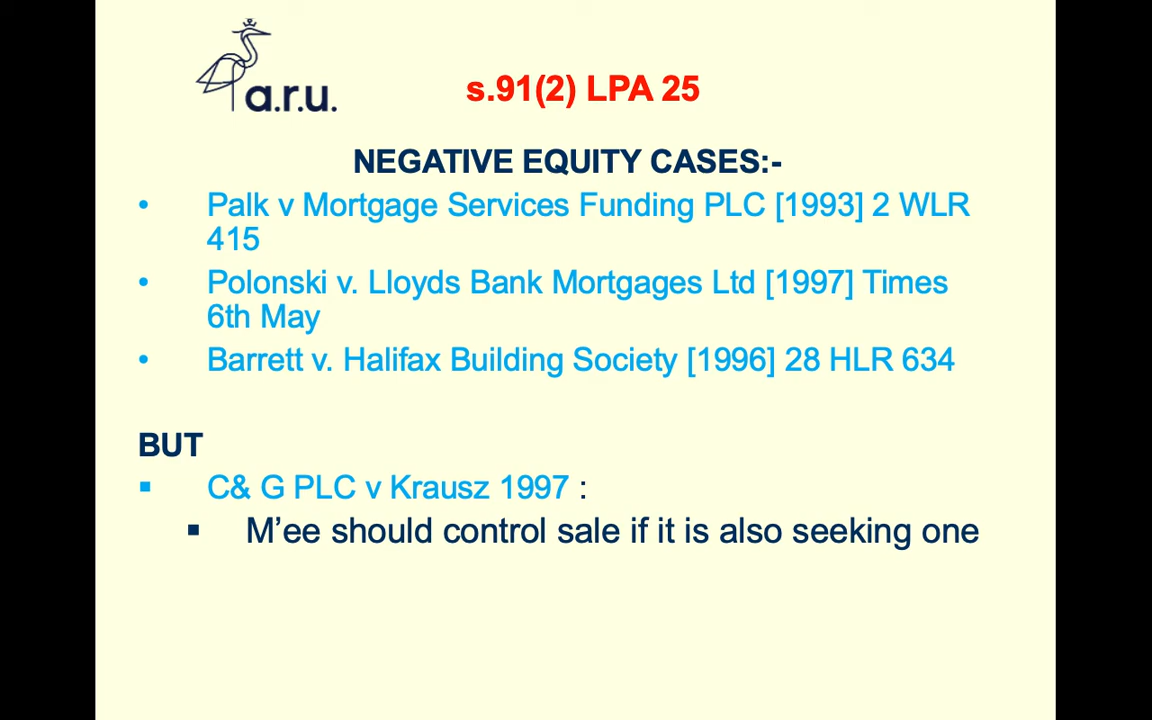 a.r.u.
s.91(2) LPA 25
NEGATIVE EQUITY CASES:-
• Palk v Mortgage Services Funding PLC [1993] 2 WLR
415
• Polonski v. Lloyds Bank Mortgages Ltd [1997] Times
6th May
• Barrett v. Halifax Building Society [1996] 28 HLR 634
BUT
▪ C& G PLC v Krausz 1997 :
▪ M’ee should control sale if it is also seeking one